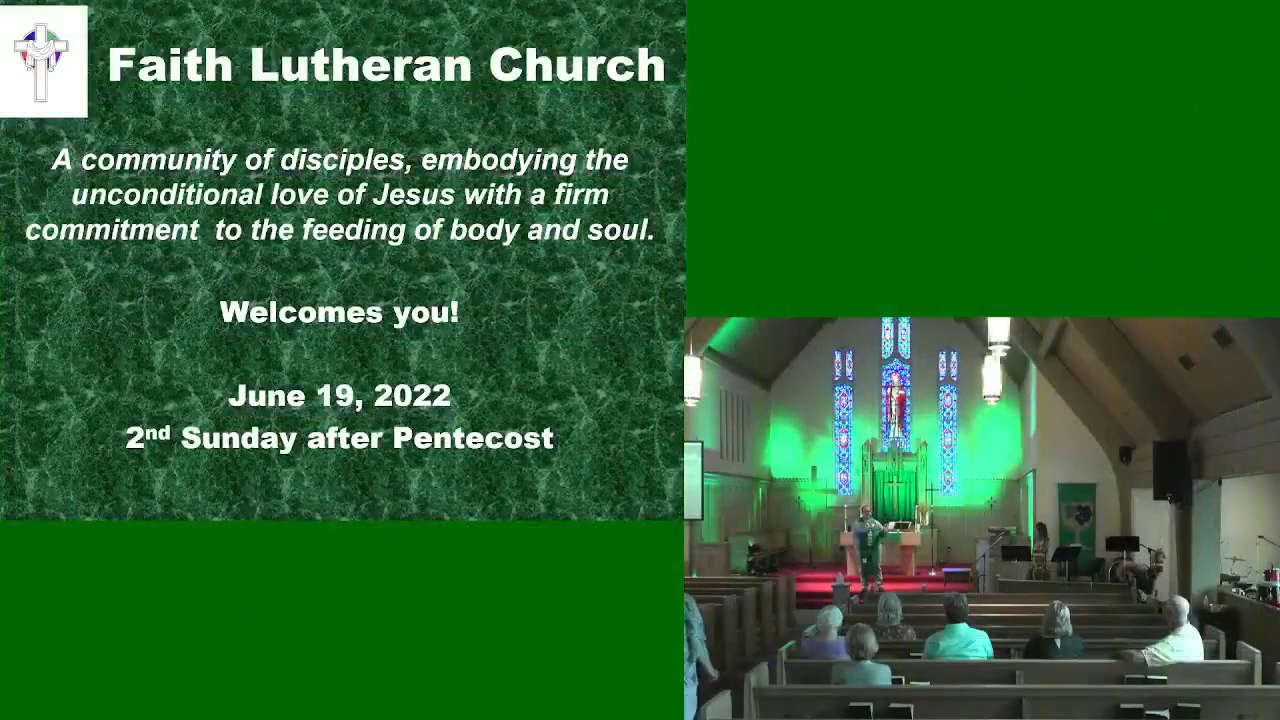 Faith Lutheran Church
A community of disciples, embodying the
unconditional love of Jesus with a firm
commitment to the feeding of body and soul.
Welcomes you!
June 19, 2022
2nd Sunday after Pentecost